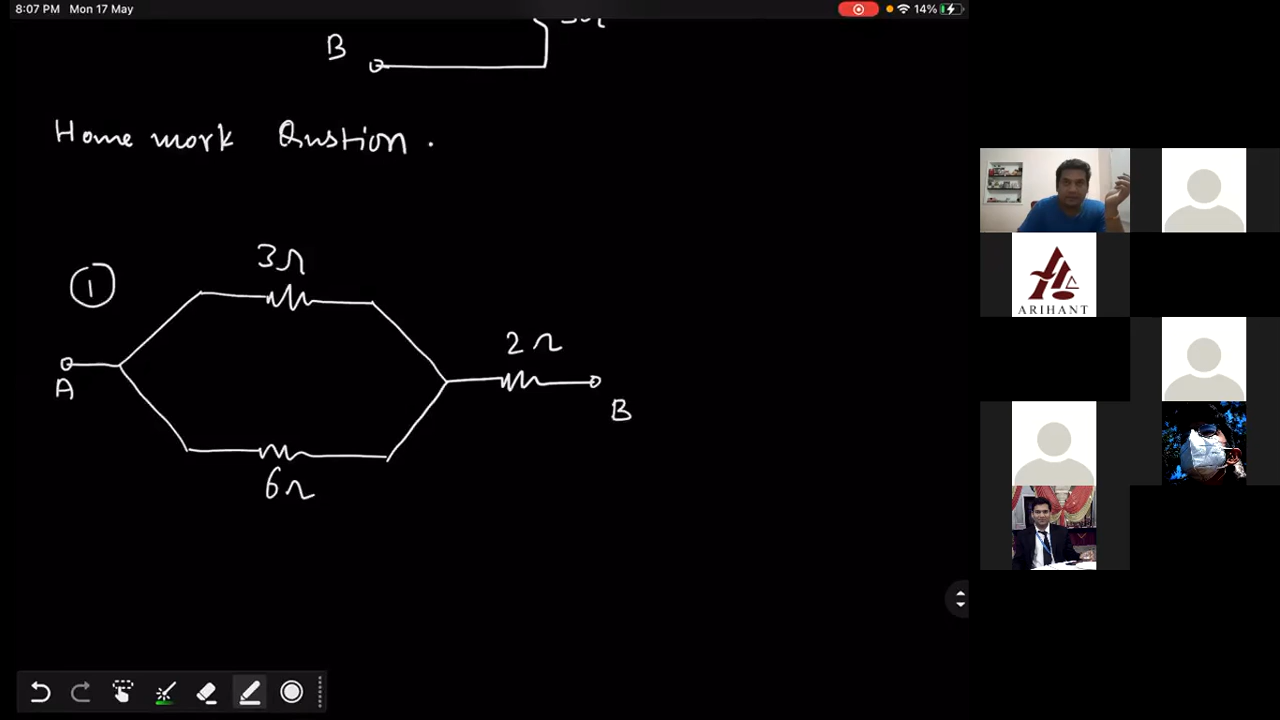 8:07 PM Mon 17 May
14%
B
Home work Qustion.
1
3Ω
A
2Ω
B
6Ω
ARIHANT